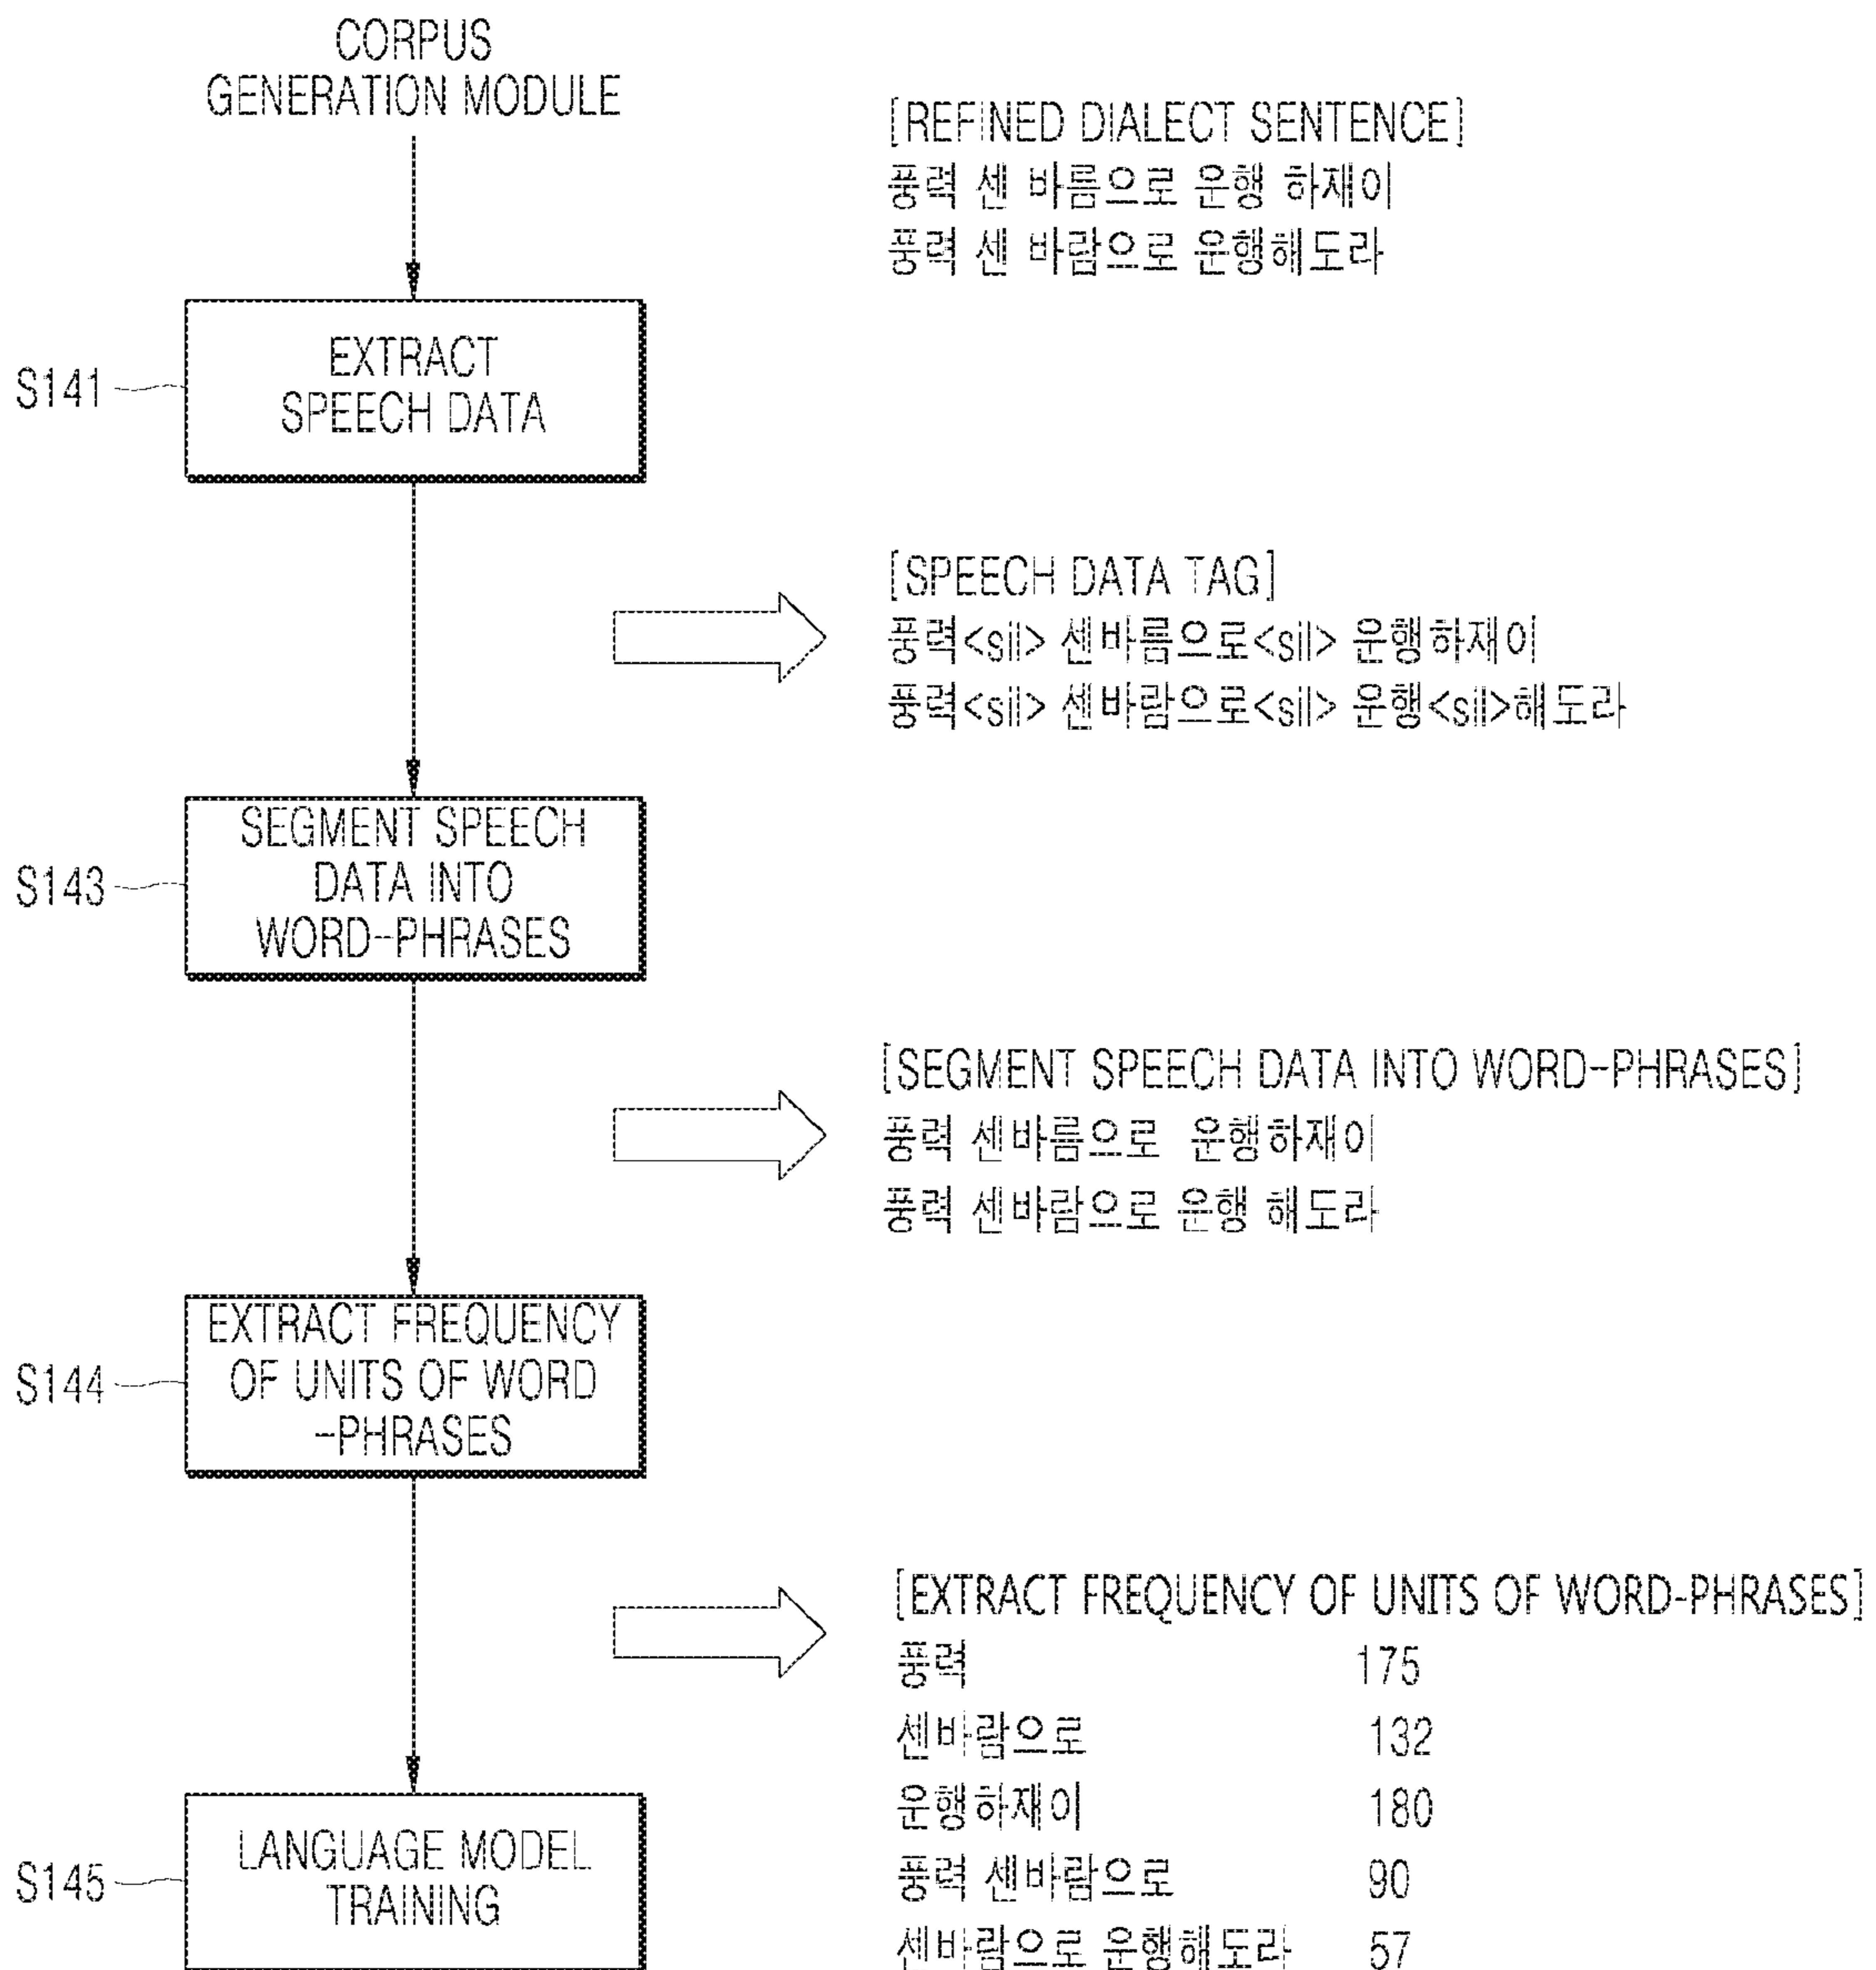 CORPUS
GENERATION MODULE
[REFINED DIALECT SENTENCE]
풍력 센 바름으로 운행 하재이
풍력 센 바람으로 운행해도라
S141
EXTRACT
SPEECH DATA
[SPEECH DATA TAG]
풍력<sil> 센바름으로<sil> 운행하재이
풍력<sil> 센바람으로<sil> 운행<sil>해도라
S143
SEGMENT SPEECH
DATA INTO
WORD-PHRASES
[SEGMENT SPEECH DATA INTO WORD-PHRASES]
풍력 센바름으로 운행하재이
풍력 센바람으로 운행 해도라
S144
EXTRACT FREQUENCY
OF UNITS OF WORD
-PHRASES
[EXTRACT FREQUENCY OF UNITS OF WORD-PHRASES]
풍력 175
센바람으로 132
운행하재이 180
풍력 센바람으로 90
센바람으로 운행해도라 57
S145
LANGUAGE MODEL
TRAINING